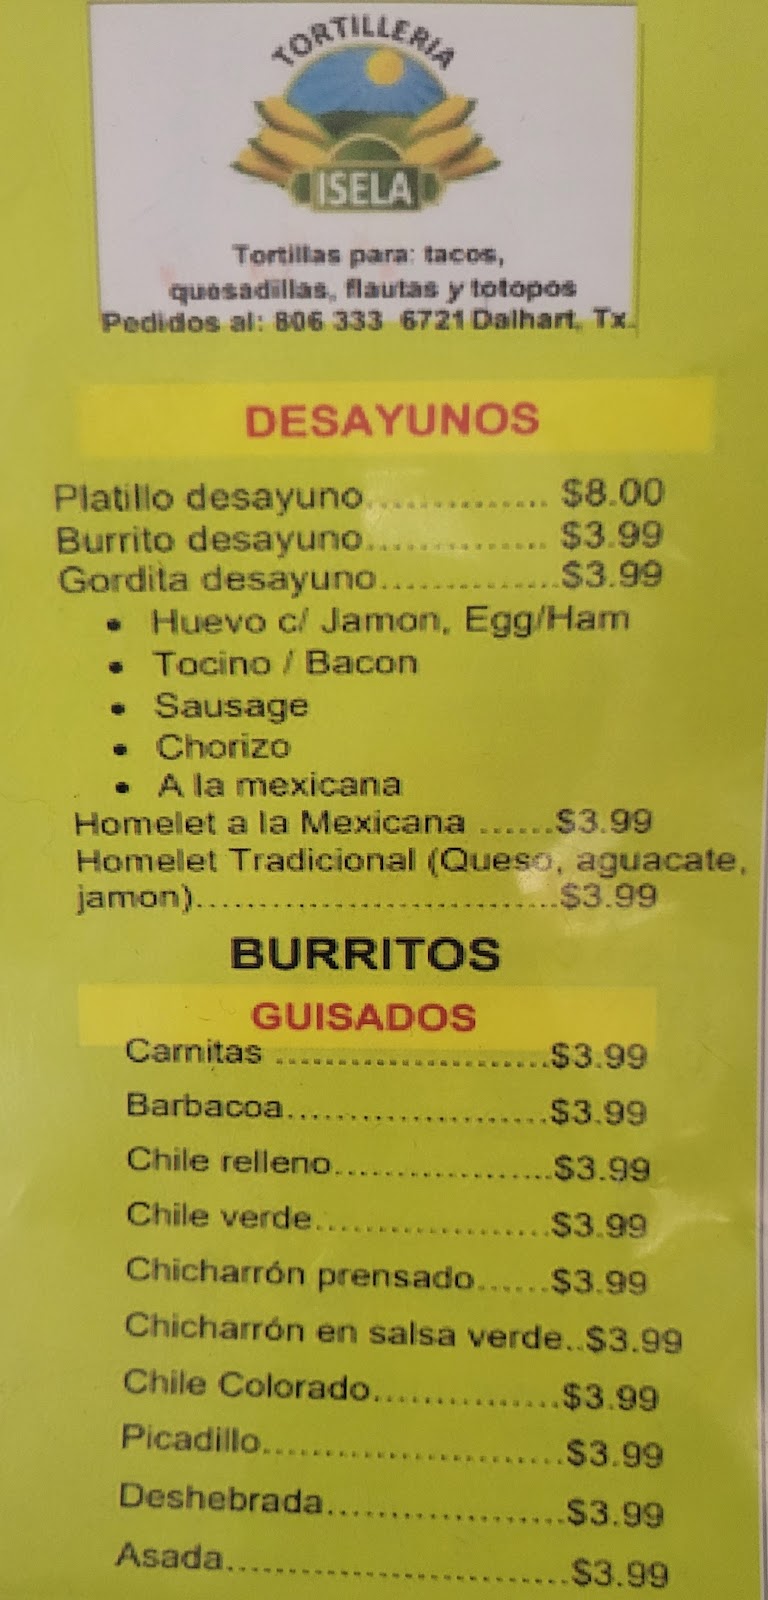 TORTILLERIA
ISELA
Tortillas para: tacos,
quesadillas, flautas y totopos
Pedidos al: 806 333 6721 Dalhart, Tx.
DESAYUNOS
Platillo desayuno............... $8.00
Burrito desayuno............... $3.99
Gordita desayuno...............$3.99
• Huevo c/ Jamon, Egg/Ham
• Tocino / Bacon
• Sausage
• Chorizo
• A la mexicana
Homelet a la Mexicana ......$3.99
Homelet Tradicional (Queso, aguacate,
jamon)..............................$3.99
BURRITOS
GUISADOS
Carnitas .......................$3.99
Barbacoa......................$3.99
Chile relleno..................$3.99
Chile verde....................$3.99
Chicharrón prensado......$3.99
Chicharrón en salsa verde..$3.99
Chile Colorado...............$3.99
Picadillo.........................$3.99
Deshebrada....................$3.99
Asada............................$3.99